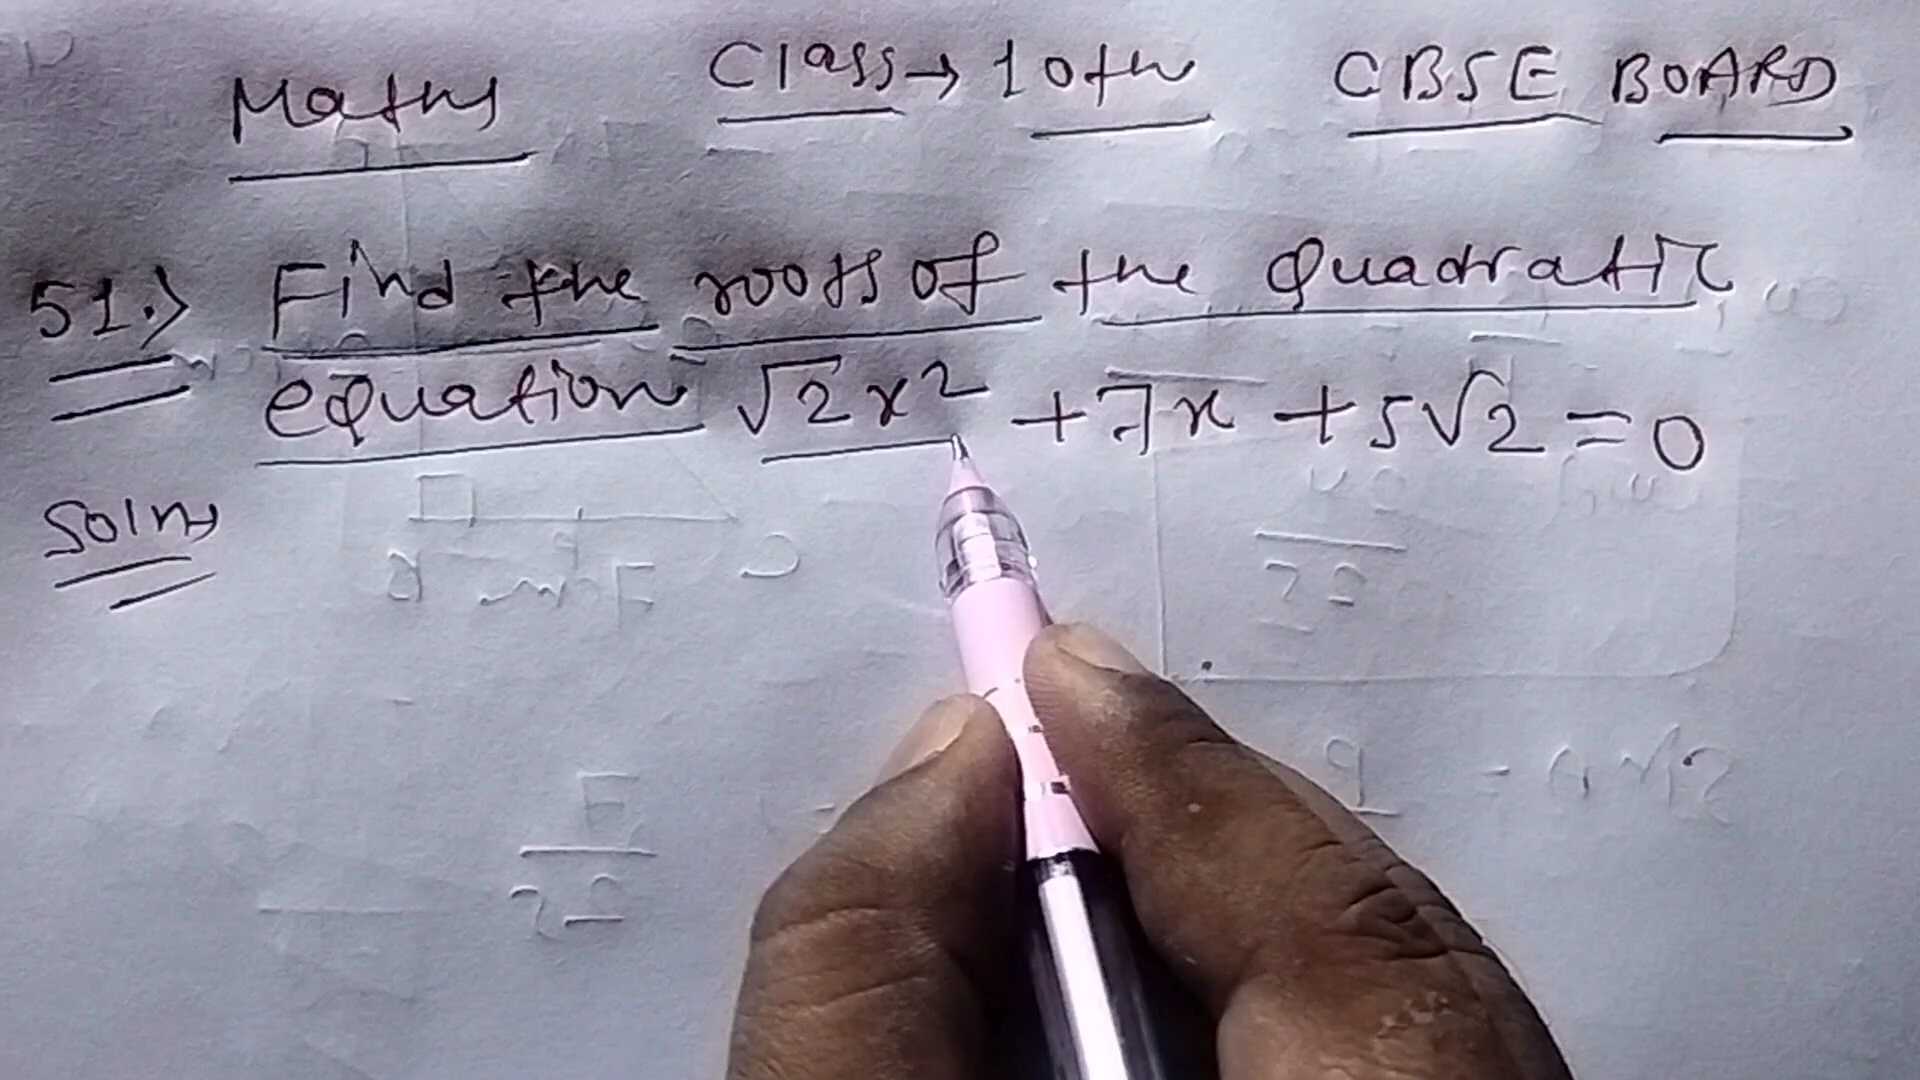 Maths Class → 10th CBSE BOARD
51.) Find the roots of the quadratic
equation √2x² + 7x + 5√2 = 0
Soln→